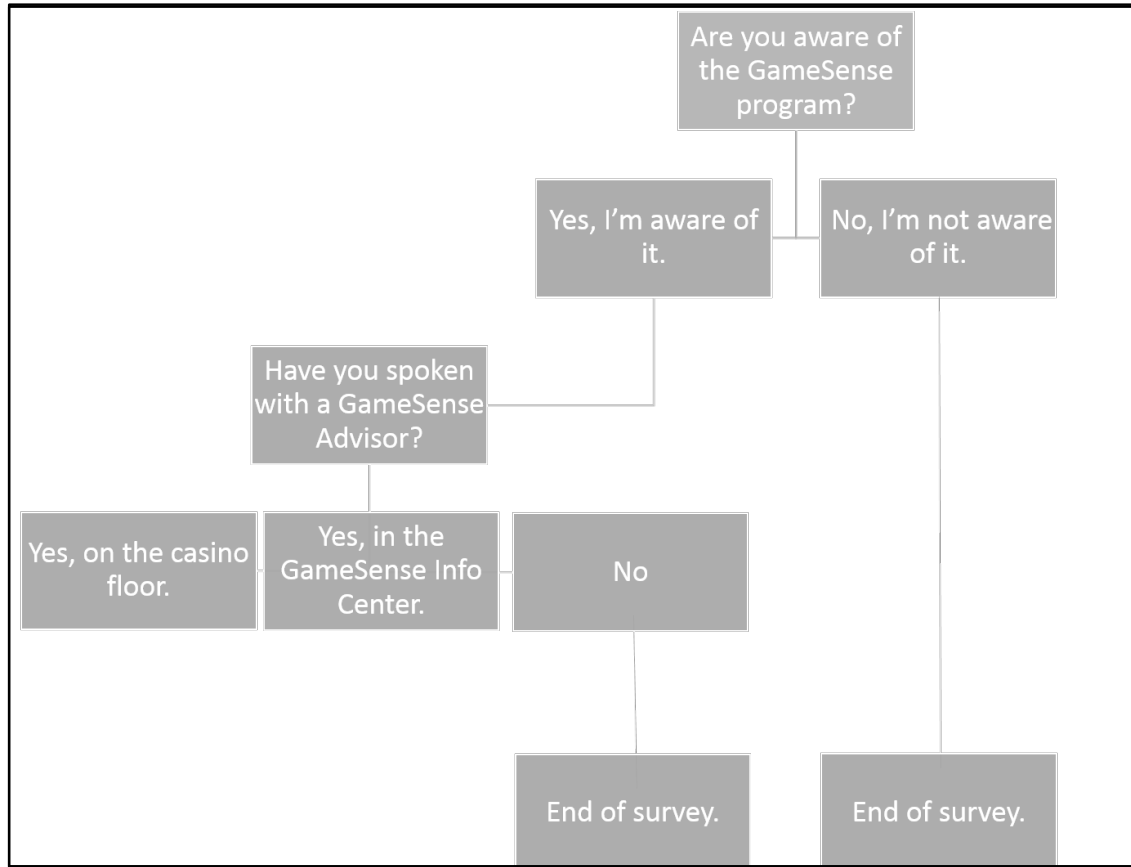 Are you aware of
the GameSense
program?
Yes, I’m aware of
it.
No, I’m not aware
of it.
Have you spoken
with a GameSense
Advisor?
Yes, on the casino
floor.
Yes, in the
GameSense Info
Center.
No
End of survey.
End of survey.